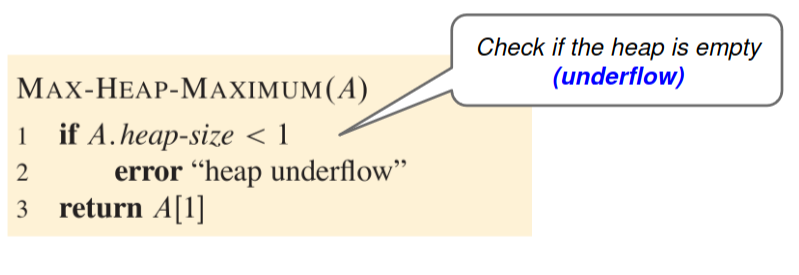 Check if the heap is empty
(underflow)
MAX-HEAP-MAXIMUM(A)
1 if A.heap-size < 1
2 error “heap underflow”
3 return A[1]